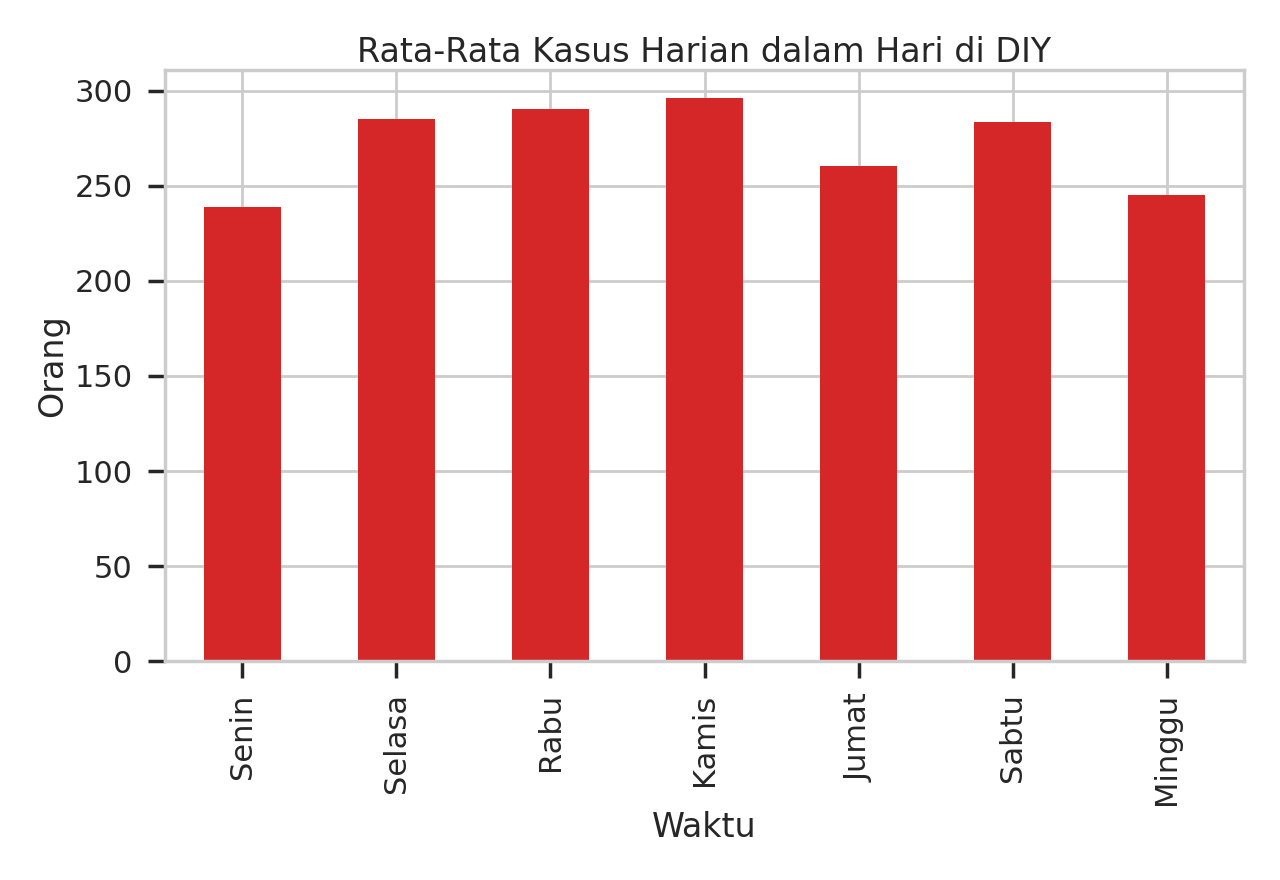 Rata-Rata Kasus Harian dalam Hari di DIY
300
250
200
150
100
50
0
Orang
Senin
Selasa
Rabu
Kamis
Jumat
Sabtu
Minggu
Waktu